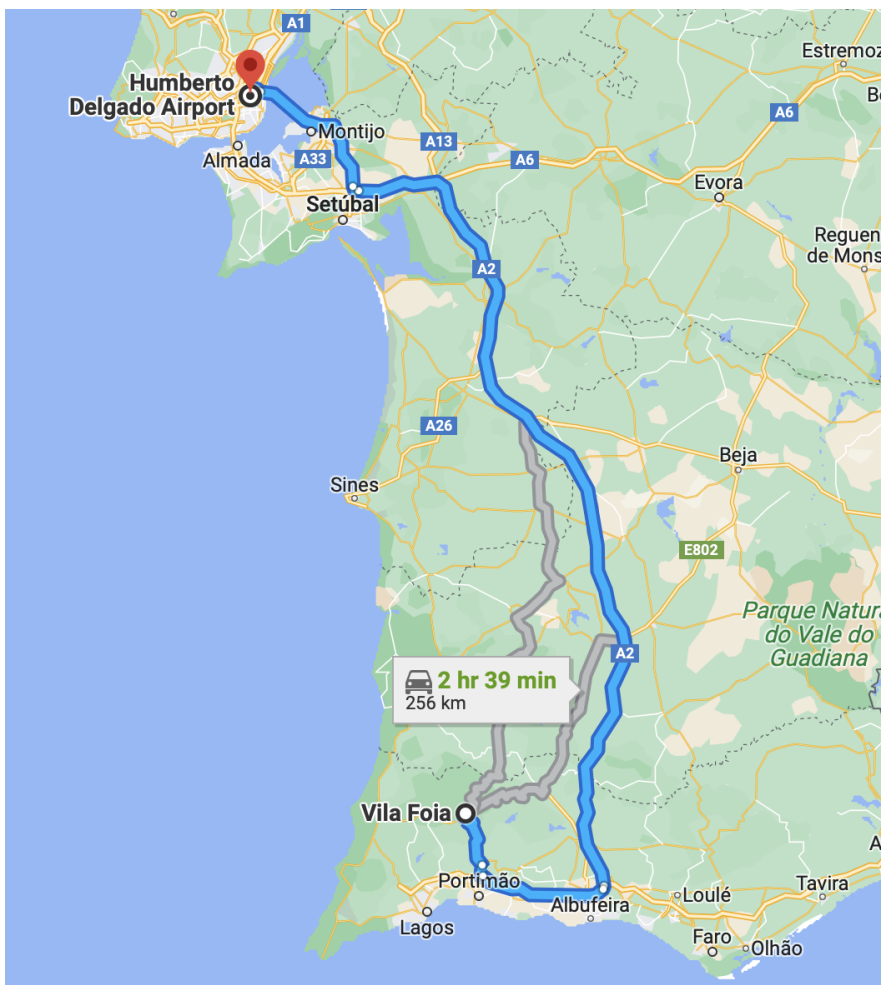 A1
Estremoz
Humberto
Delgado Airport
A6
Montijo
A13
Almada
A33
A6
Evora
Setúbal
Reguen
de Mons
A2
A26
Beja
Sines
E802
Parque Natura
do Vale do
Guadiana
A2
2 hr 39 min
256 km
Vila Foia
Portimão
Tavira
Loulé
Albufeira
Lagos
Faro
Olhão